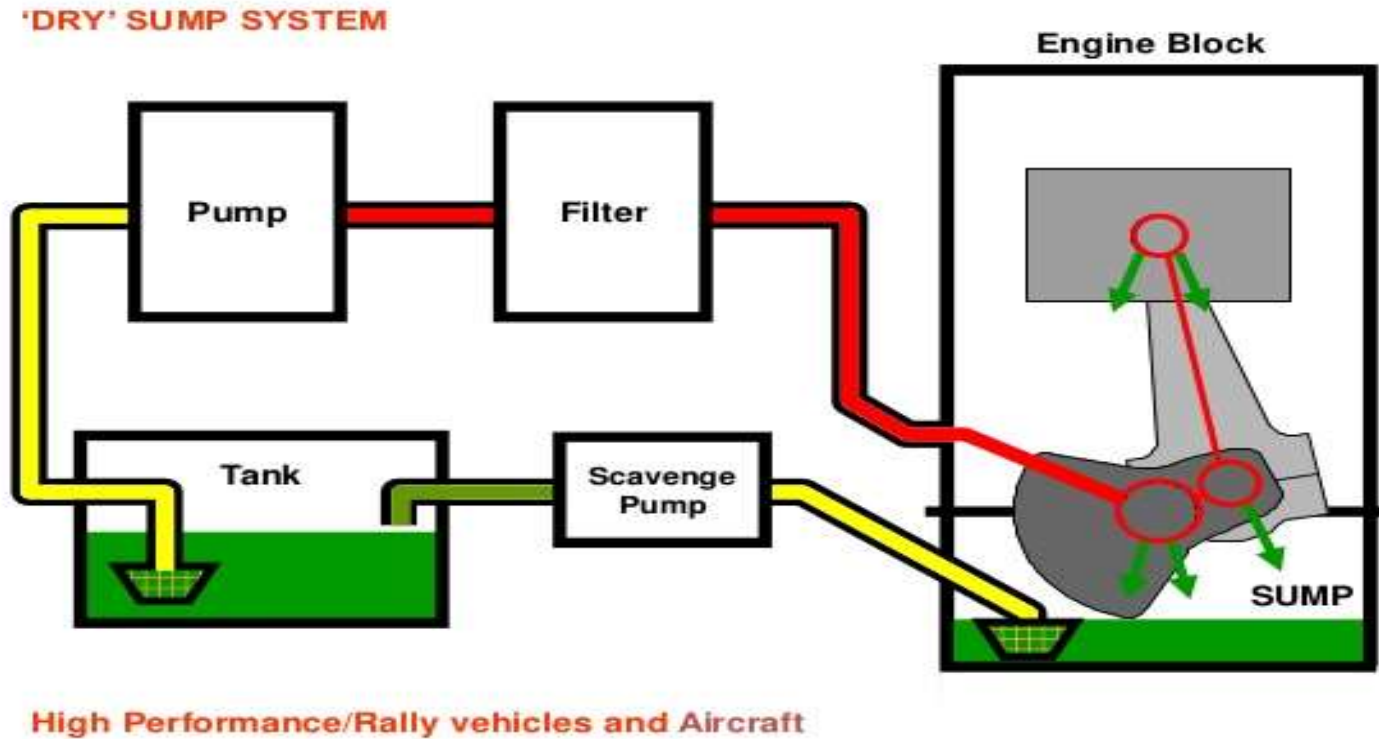 ‘DRY’ SUMP SYSTEM
Engine Block
Pump
Filter
Tank
Scavenge
Pump
SUMP
High Performance/Rally vehicles and Aircraft